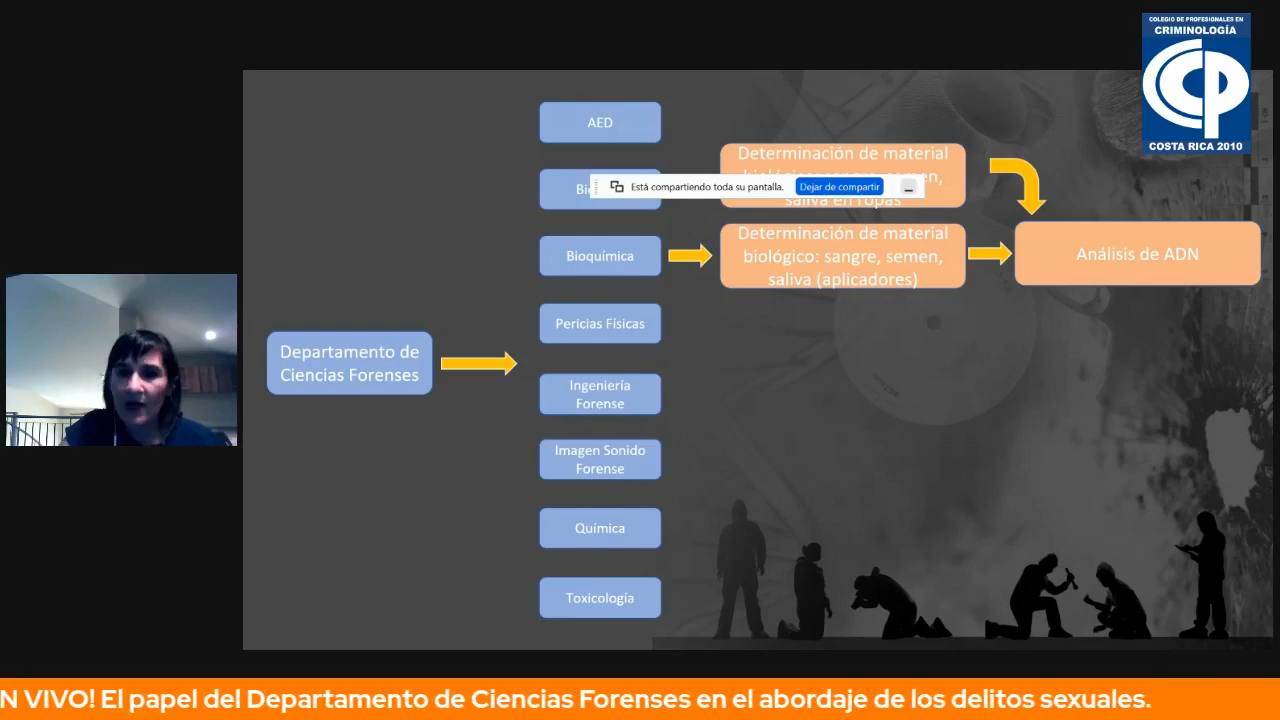 COLEGIO DE PROFESIONALES EN
CRIMINOLOGÍA
COSTA RICA 2010
Departamento de
Ciencias Forenses
AED
Bi
Bioquímica
Pericias Físicas
Ingeniería
Forense
Imagen Sonido
Forense
Química
Toxicología
Determinación de material
saliva en ropas
Está compartiendo toda su pantalla.
Dejar de compartir
Determinación de material
biológico: sangre, semen,
saliva (aplicadores)
Análisis de ADN
N VIVO! El papel del Departamento de Ciencias Forenses en el abordaje de los delitos sexuales.